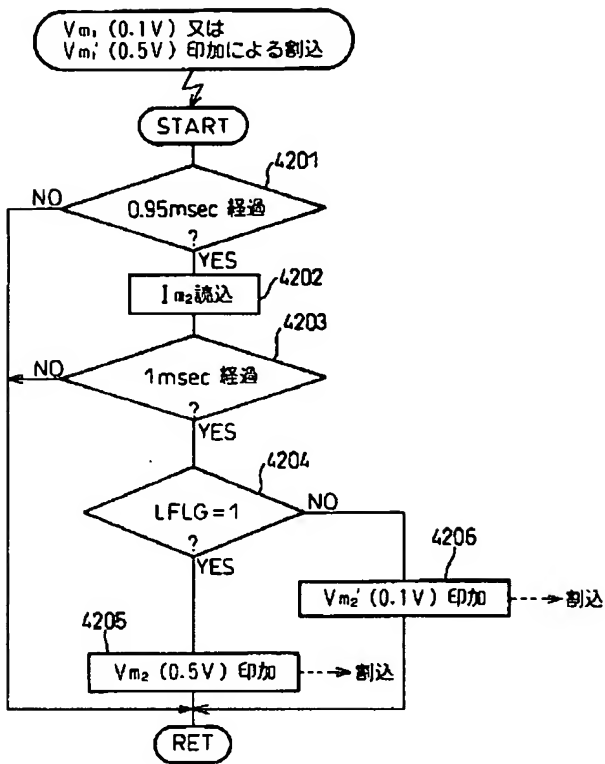 Vm₁ (0.1V) 又は
Vm₁′ (0.5V) 印加による割込
START
4201
0.95msec 経過
?
NO
YES
4202
Im₂読込
4203
1msec 経過
?
NO
YES
4204
LFLG=1
?
NO
YES
4206
Vm₂′ (0.1V) 印加
割込
4205
Vm₂ (0.5V) 印加
割込
RET